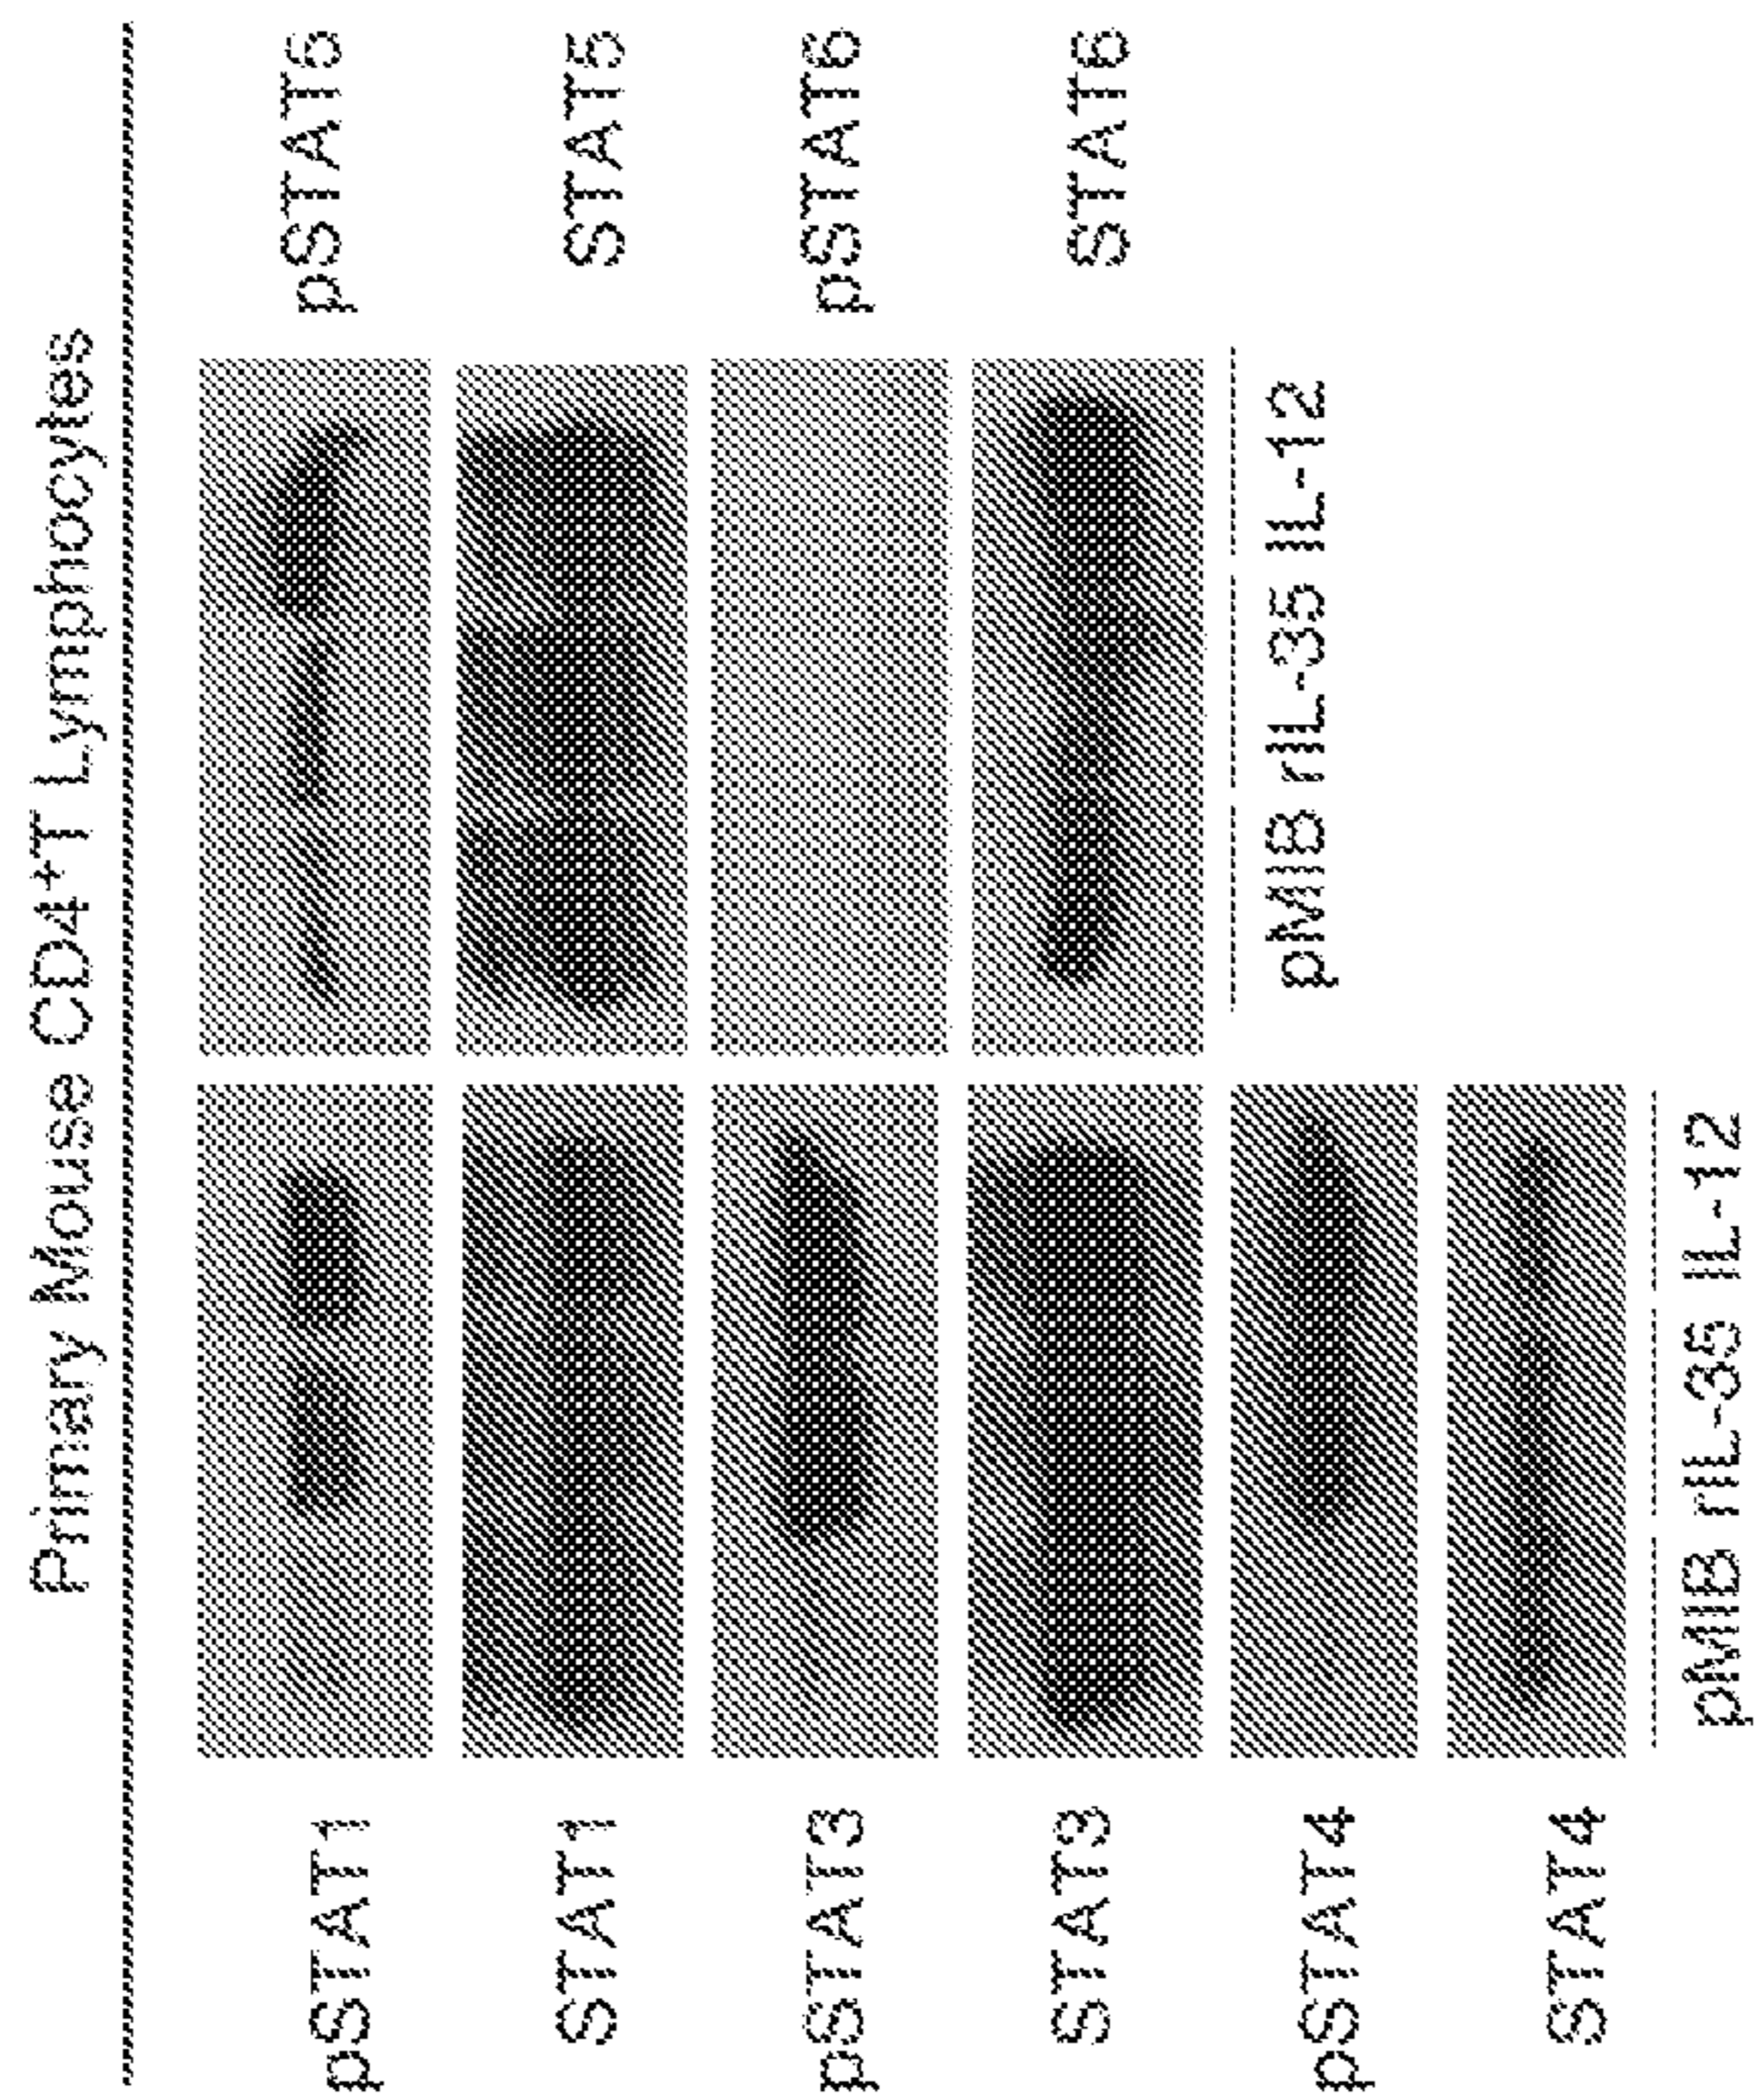 Primary Mouse CD4⁺T Lymphocytes
pSTAT1
STAT1
pSTAT3
STAT3
pSTAT4
STAT4
pMIB rIL-35 IL-12
pSTAT5
STAT5
pSTAT6
STAT6
pMIB rIL-35 IL-12